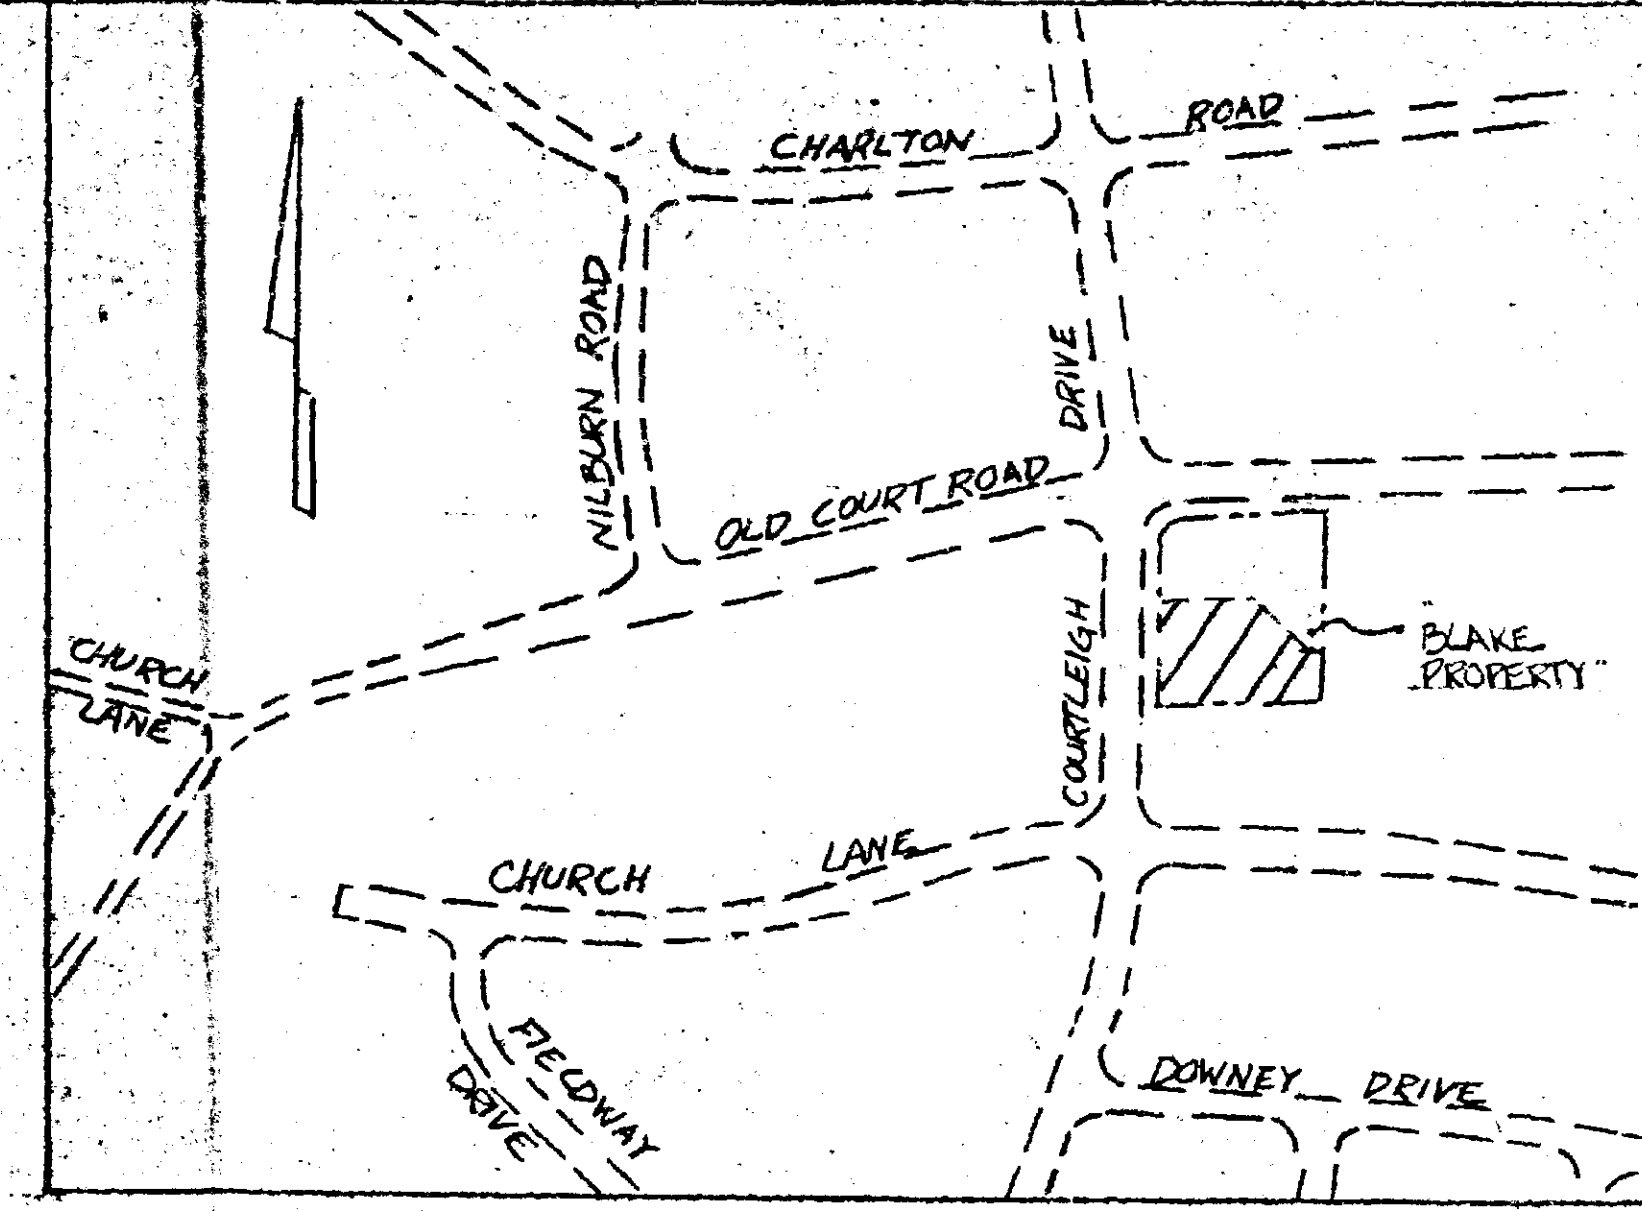 CHARLTON ROAD
NILBURN ROAD
DRIVE
OLD COURT ROAD
"BLAKE
PROPERTY"
CHURCH
LANE
COURTLEIGH
CHURCH LANE
FIELDWAY
DRIVE
DOWNEY DRIVE